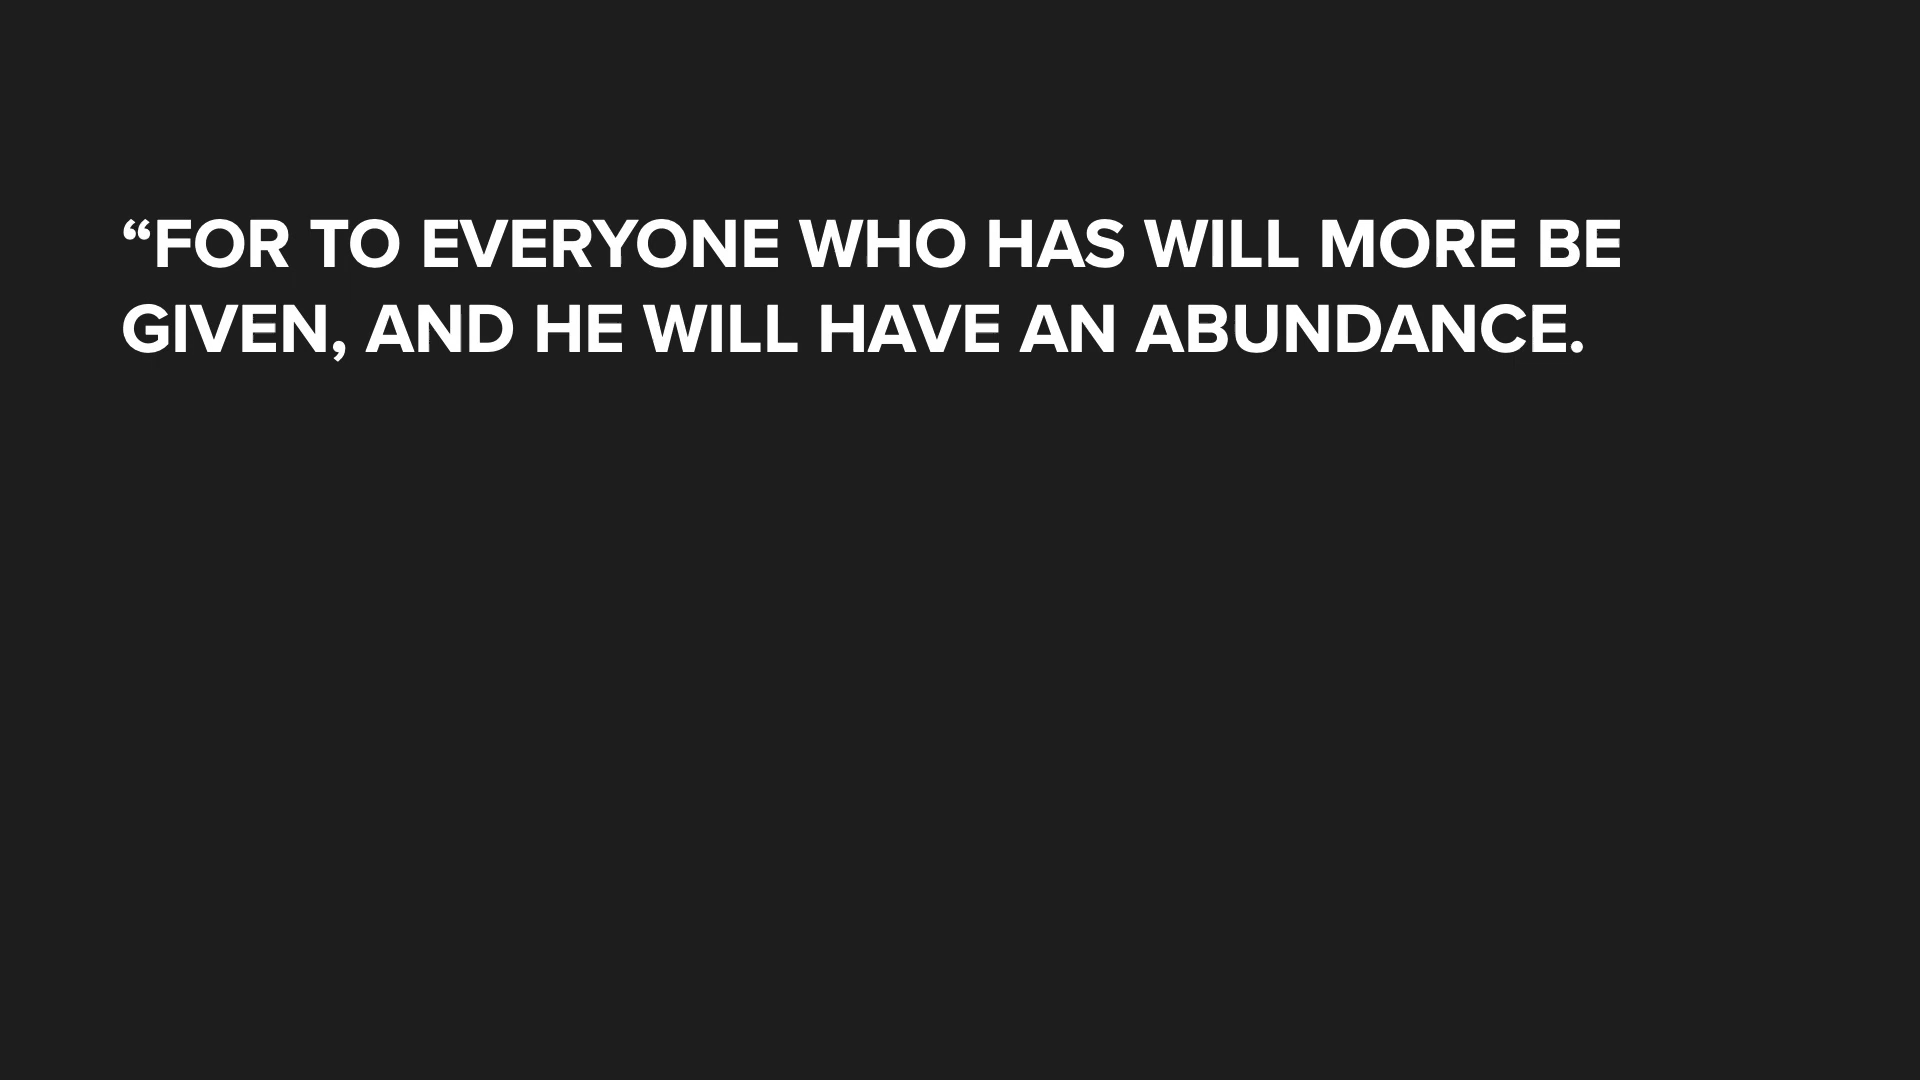 “FOR TO EVERYONE WHO HAS WILL MORE BE
GIVEN, AND HE WILL HAVE AN ABUNDANCE.